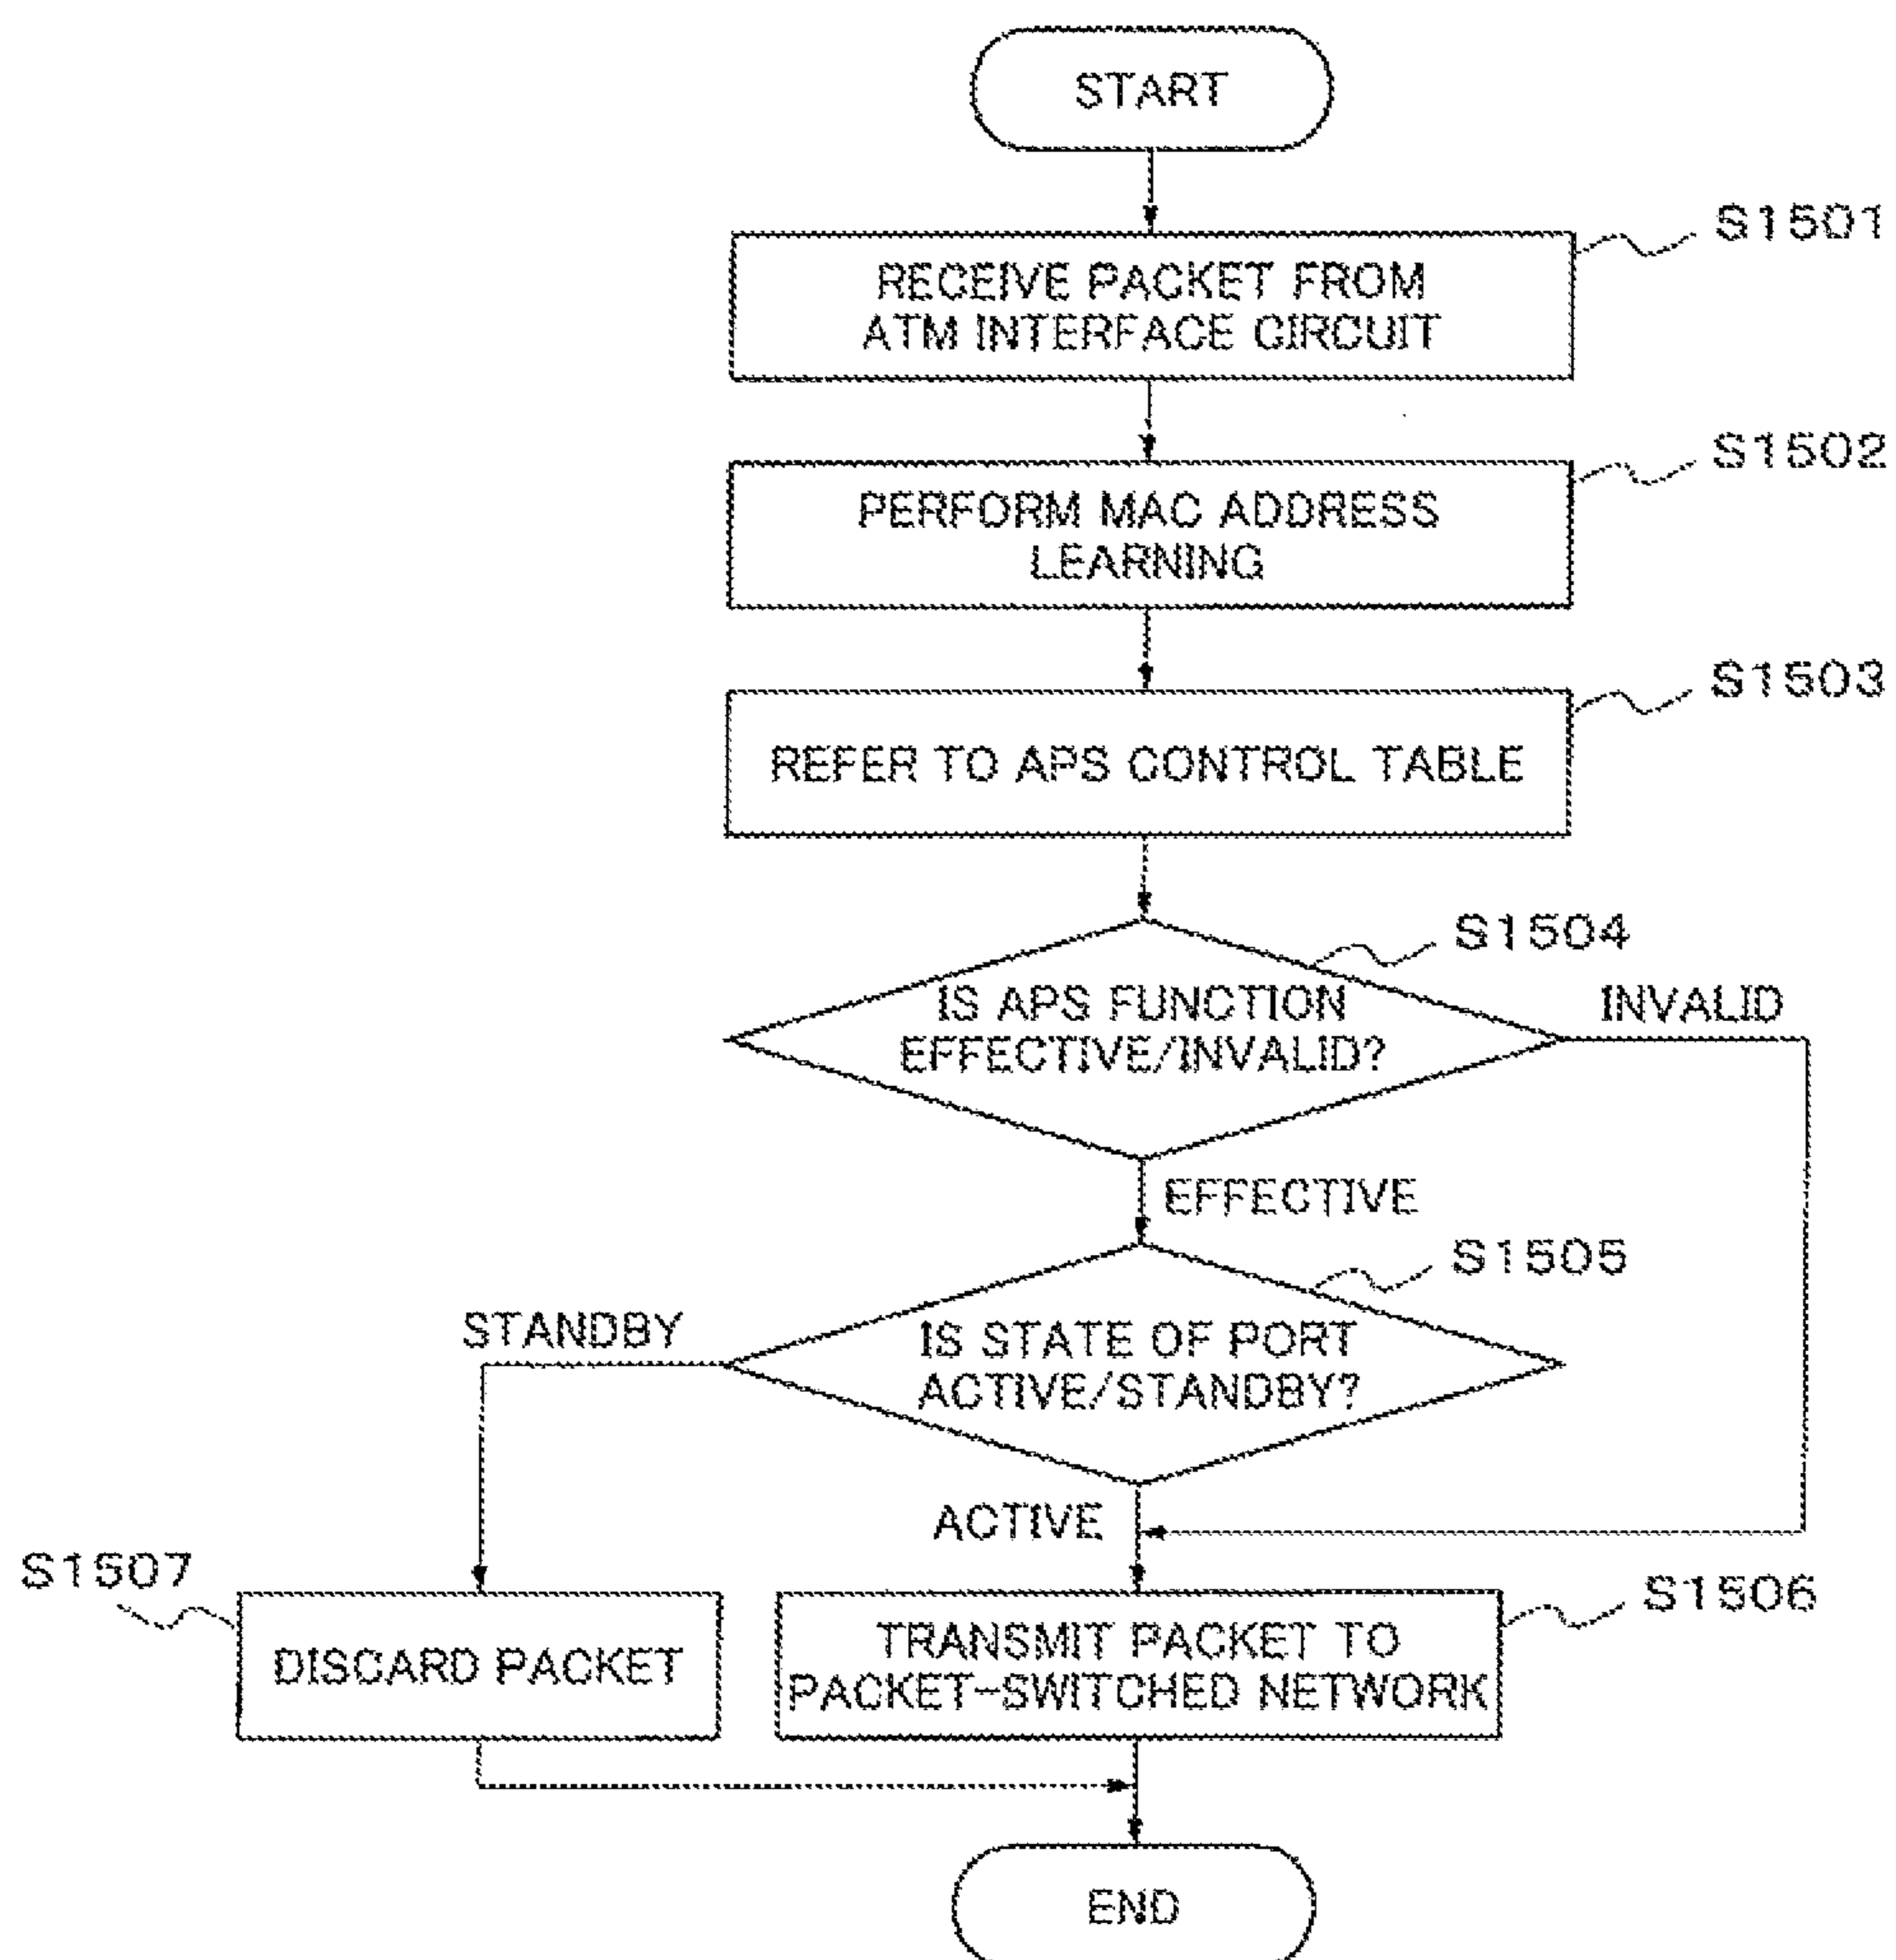 START
S1501
RECEIVE PACKET FROM
ATM INTERFACE CIRCUIT
S1502
PERFORM MAC ADDRESS
LEARNING
S1503
REFER TO APS CONTROL TABLE
S1504
IS APS FUNCTION
EFFECTIVE/INVALID?
INVALID
EFFECTIVE
S1505
IS STATE OF PORT
ACTIVE/STANDBY?
STANDBY
ACTIVE
S1507
DISCARD PACKET
S1506
TRANSMIT PACKET TO
PACKET-SWITCHED NETWORK
END